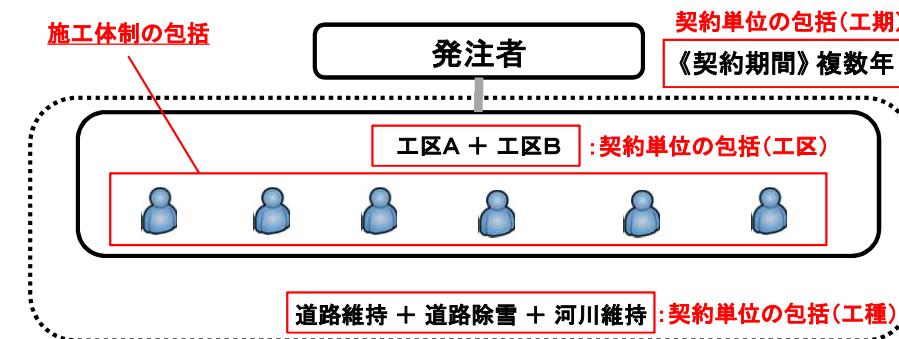 契約単位の包括(工期)
施工体制の包括
発注者
《契約期間》複数年
工区A + 工区B :契約単位の包括(工区)
道路維持 + 道路除雪 + 河川維持 :契約単位の包括(工種)